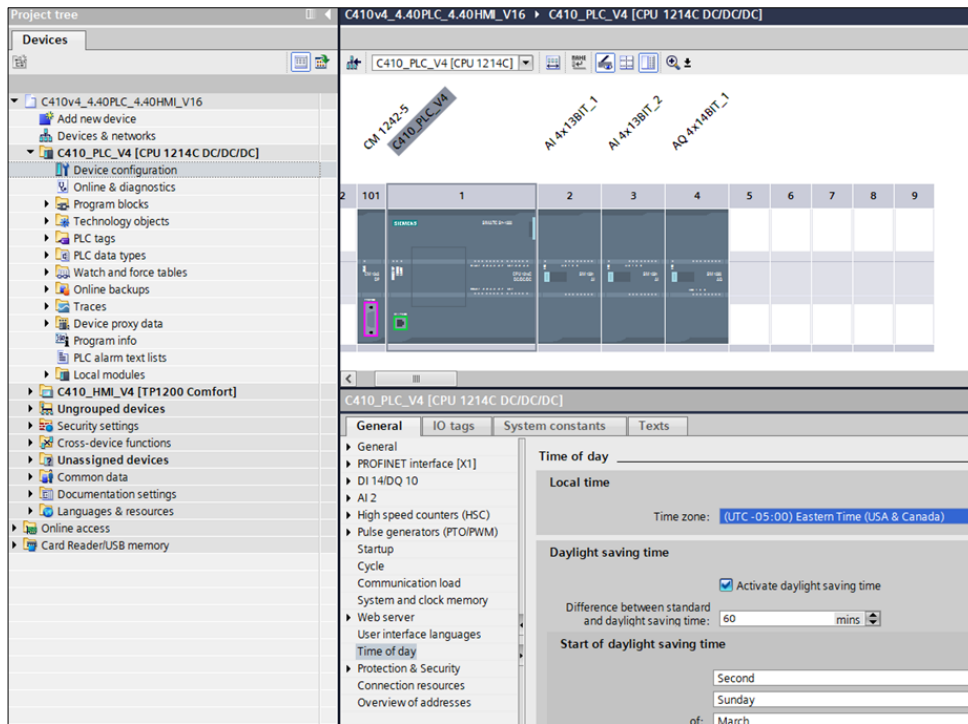 Project tree
Devices
C410v4_4.40PLC_4.40HMI_V16
Add new device
Devices & networks
C410_PLC_V4 [CPU 1214C DC/DC/DC]
Device configuration
Online & diagnostics
Program blocks
Technology objects
PLC tags
PLC data types
Watch and force tables
Online backups
Traces
Device proxy data
Program info
PLC alarm text lists
Local modules
C410_HMI_V4 [TP1200 Comfort]
Ungrouped devices
Security settings
Cross-device functions
Unassigned devices
Common data
Documentation settings
Languages & resources
Online access
Card Reader/USB memory
C410v4_4.40PLC_4.40HMI_V16 C410_PLC_V4 [CPU 1214C DC/DC/DC]
C410_PLC_V4 [CPU 1214C]
CM 1242-5
C410_PLC_V4
AI 4x13BIT_1
AI 4x13BIT_2
AQ 4x14BIT_1
2 101 1 2 3 4 5 6 7 8 9
SIEMENS
C410_PLC_V4 [CPU 1214C DC/DC/DC]
General IO tags System constants Texts
General
PROFINET interface [X1]
DI 14/DQ 10
AI 2
High speed counters (HSC)
Pulse generators (PTO/PWM)
Startup
Cycle
Communication load
System and clock memory
Web server
User interface languages
Time of day
Protection & Security
Connection resources
Overview of addresses
Time of day
Local time
Time zone: (UTC -05:00) Eastern Time (USA & Canada)
Daylight saving time
Activate daylight saving time
Difference between standard
and daylight saving time: 60 mins
Start of daylight saving time
Second
Sunday
of: March